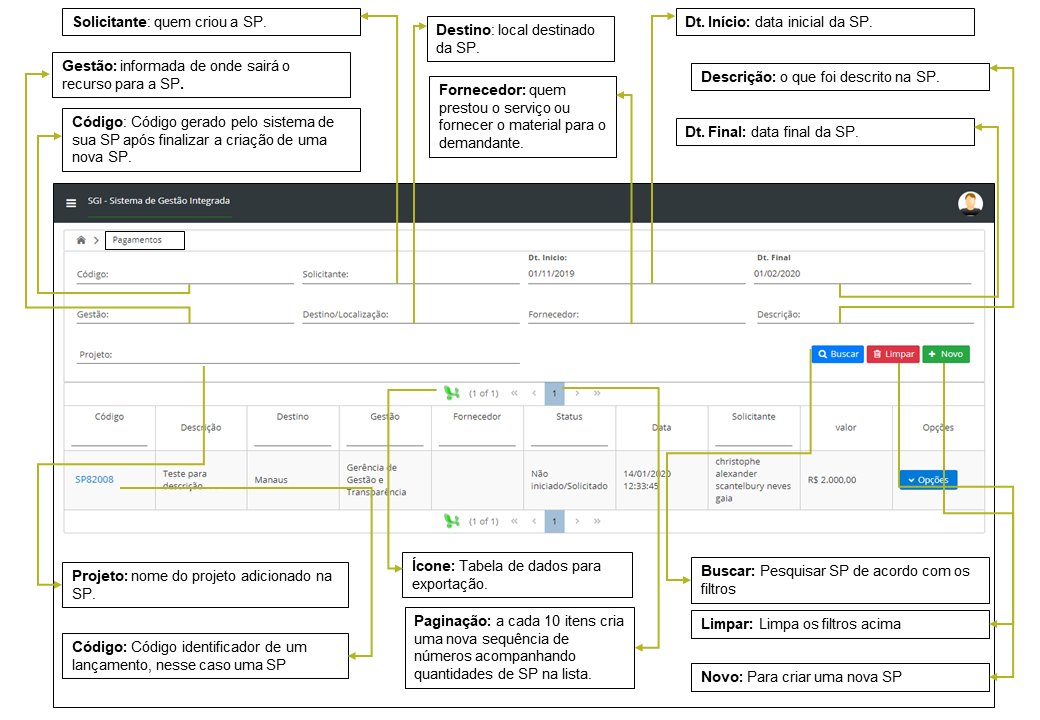 Solicitante: quem criou a SP.
Destino: local destinado
da SP.
Dt. Início: data inicial da SP.
Gestão: informada de onde sairá o
recurso para a SP.
Descrição: o que foi descrito na SP.
Fornecedor: quem
prestou o serviço ou
fornecer o material para o
demandante.
Código: Código gerado pelo sistema de
sua SP após finalizar a criação de uma
nova SP.
Dt. Final: data final da SP.
SGI - Sistema de Gestão Integrada
Pagamentos
Código:
Solicitante:
Dt. Inicio:
01/11/2019
Dt. Final
01/02/2020
Gestão:
Destino/Localização:
Fornecedor:
Descrição:
Projeto:
Buscar
Limpar
Novo
(1 of 1) « ‹ 1 › »
Código
Descrição
Destino
Gestão
Fornecedor
Status
Data
Solicitante
valor
Opções
SP82008
Teste para
descrição
Manaus
Gerência de
Gestão e
Transparência
Não
iniciado/Solicitado
14/01/2020
12:33:45
christophe
alexander
scantelbury neves
gaia
R$ 2.000,00
Opções
(1 of 1) « ‹ 1 › »
Projeto: nome do projeto adicionado na
SP.
Ícone: Tabela de dados para
exportação.
Buscar: Pesquisar SP de acordo com os
filtros
Código: Código identificador de um
lançamento, nesse caso uma SP
Paginação: a cada 10 itens cria
uma nova sequência de
números acompanhando
quantidades de SP na lista.
Limpar: Limpa os filtros acima
Novo: Para criar uma nova SP